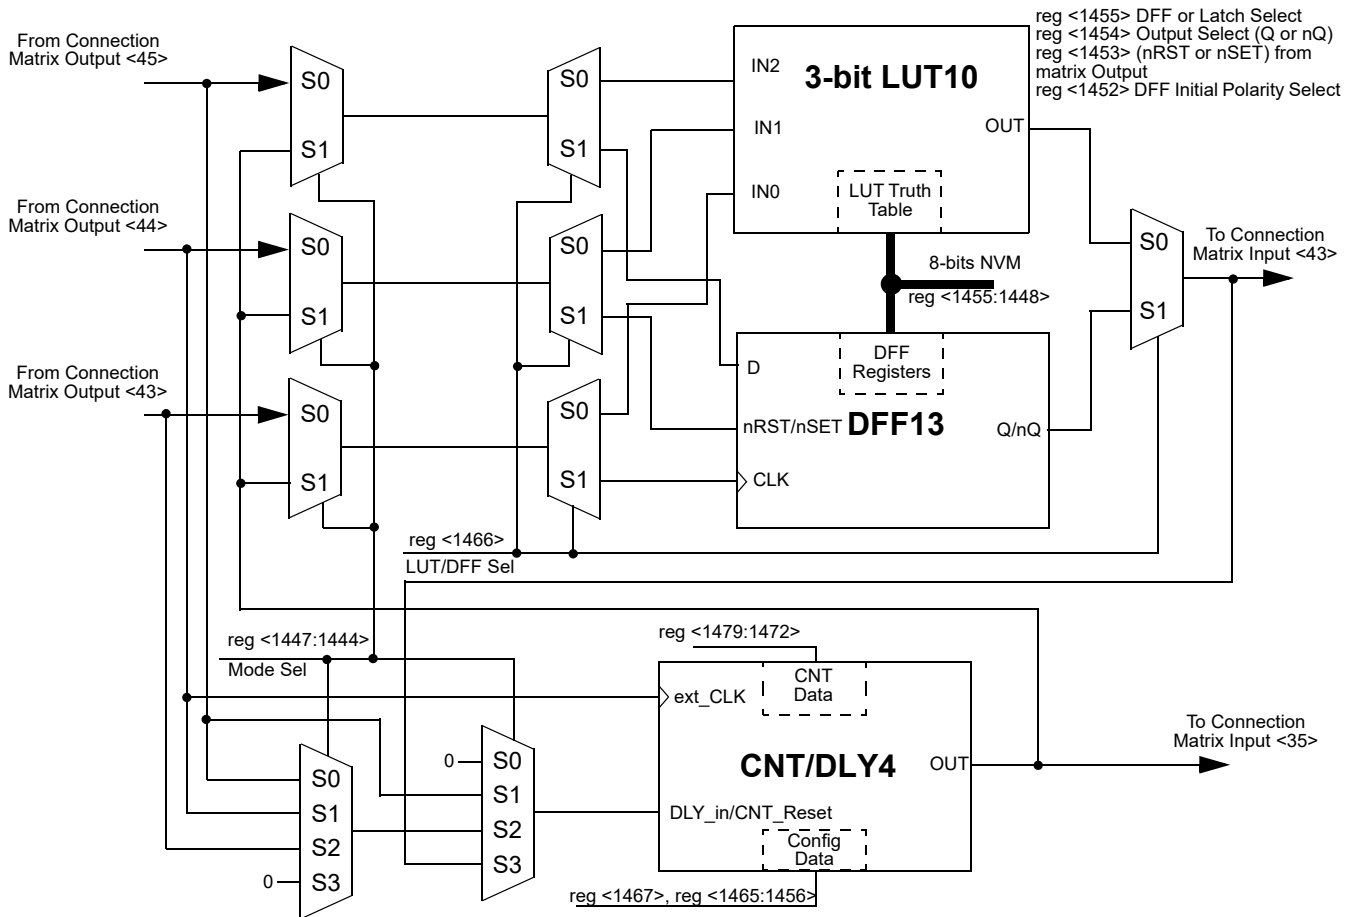 reg <1455> DFF or Latch Select
reg <1454> Output Select (Q or nQ)
reg <1453> (nRST or nSET) from
matrix Output
reg <1452> DFF Initial Polarity Select
From Connection
Matrix Output <45>
S0
S1
S0
S1
IN2
3-bit LUT10
IN1
IN0
OUT
LUT Truth
Table
From Connection
Matrix Output <44>
S0
S1
S0
S1
8-bits NVM
reg <1455:1448>
S0
S1
To Connection
Matrix Input <43>
From Connection
Matrix Output <43>
S0
S1
S0
S1
D
DFF
Registers
nRST/nSET
DFF13
Q/nQ
CLK
reg <1466>
LUT/DFF Sel
reg <1447:1444>
Mode Sel
reg <1479:1472>
CNT
Data
ext_CLK
CNT/DLY4
OUT
To Connection
Matrix Input <35>
DLY_in/CNT_Reset
Config
Data
S0
S1
S2
0
S3
0
S0
S1
S2
S3
reg <1467>, reg <1465:1456>